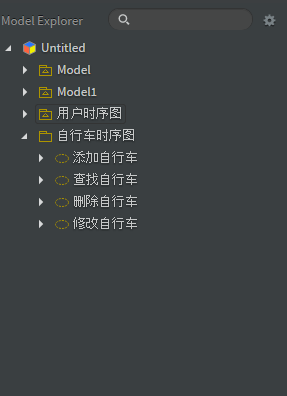 Model Explorer
Untitled
Model
Model1
用户时序图
自行车时序图
添加自行车
查找自行车
删除自行车
修改自行车